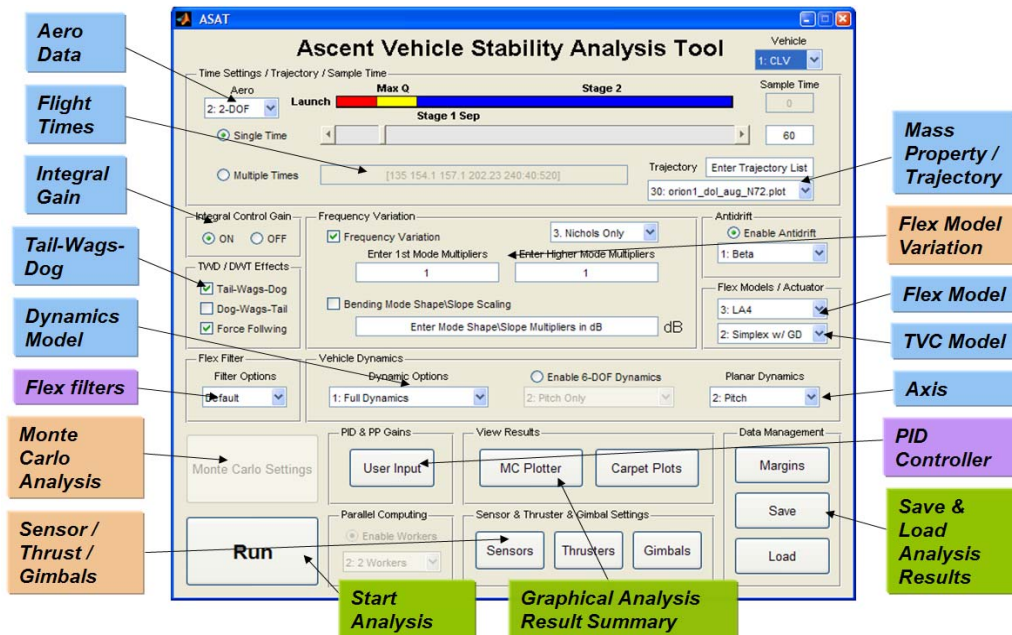 ASAT
Ascent Vehicle Stability Analysis Tool
Vehicle
1: CLV
Time Settings / Trajectory / Sample Time
Aero
2: 2-DOF
Launch
Max Q
Stage 2
Stage 1 Sep
Sample Time
0
Single Time
60
Multiple Times
[135 154.1 157.1 202.23 240:40:520]
Trajectory
Enter Trajectory List
30: orion1_dol_aug_N72.plot
Integral Control Gain
ON
OFF
TWD / DWT Effects
Tail-Wags-Dog
Dog-Wags-Tail
Force Follwing
Frequency Variation
Frequency Variation
3. Nichols Only
Enter 1st Mode Multipliers
Enter Higher Mode Multipliers
1
1
Bending Mode Shape\Slope Scaling
Enter Mode Shape\Slope Multipliers in dB
dB
Antidrift
Enable Antidrift
1: Beta
Flex Models / Actuator
3: LA4
2: Simplex w/ GD
Flex Filter
Filter Options
Default
Vehicle Dynamics
Dynamic Options
1: Full Dynamics
Enable 6-DOF Dynamics
2: Pitch Only
Planar Dynamics
2: Pitch
Monte Carlo Settings
Run
PID & PP Gains
User Input
View Results
MC Plotter
Carpet Plots
Parallel Computing
Enable Workers
2: 2 Workers
Sensor & Thruster & Gimbal Settings
Sensors
Thrusters
Gimbals
Data Management
Margins
Save
Load
Aero
Data
Flight
Times
Integral
Gain
Tail-Wags-
Dog
Dynamics
Model
Flex filters
Monte
Carlo
Analysis
Sensor /
Thrust /
Gimbals
Start
Analysis
Graphical Analysis
Result Summary
Mass
Property /
Trajectory
Flex Model
Variation
Flex Model
TVC Model
Axis
PID
Controller
Save &
Load
Analysis
Results